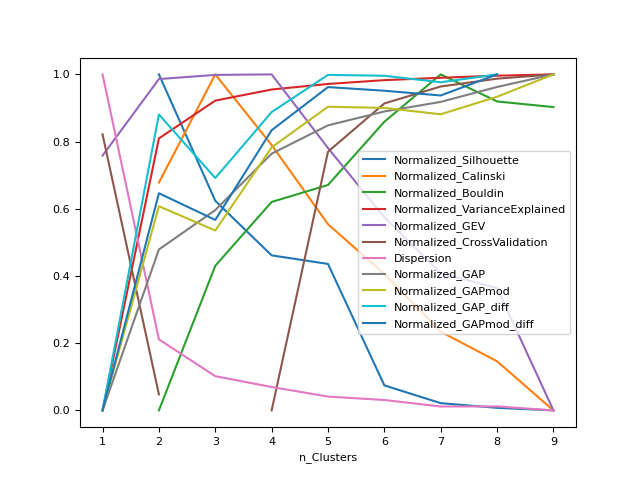 1.0
0.8
0.6
0.4
0.2
0.0
Normalized_Silhouette
Normalized_Calinski
Normalized_Bouldin
Normalized_VarianceExplained
Normalized_GEV
Normalized_CrossValidation
Dispersion
Normalized_GAP
Normalized_GAPmod
Normalized_GAP_diff
Normalized_GAPmod_diff
1 2 3 4 5 6 7 8 9
n_Clusters